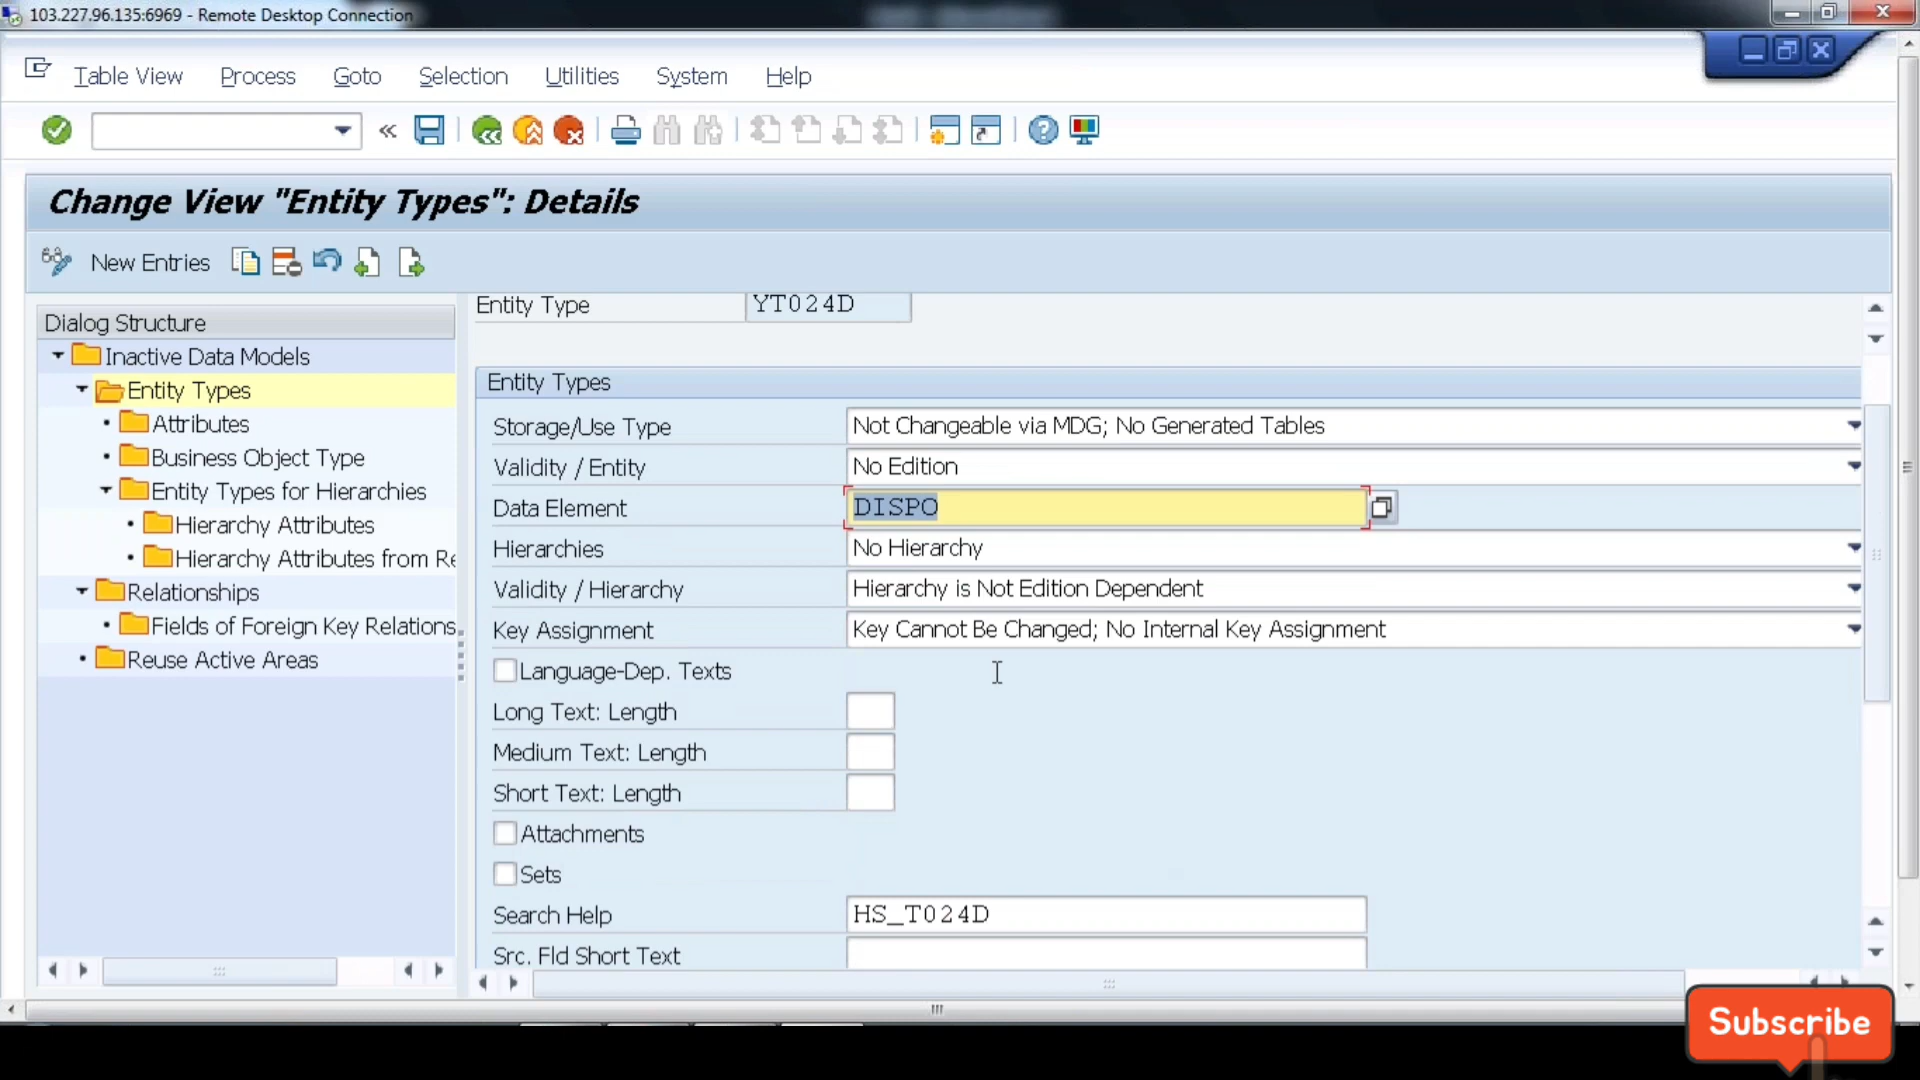 103.227.96.135:6969 - Remote Desktop Connection
Table View Process Goto Selection Utilities System Help
Change View "Entity Types": Details
New Entries
Dialog Structure
Inactive Data Models
Entity Types
Attributes
Business Object Type
Entity Types for Hierarchies
Hierarchy Attributes
Hierarchy Attributes from Re
Relationships
Fields of Foreign Key Relations
Reuse Active Areas
Entity Type YT024D
Entity Types
Storage/Use Type Not Changeable via MDG; No Generated Tables
Validity / Entity No Edition
Data Element DISPO
Hierarchies No Hierarchy
Validity / Hierarchy Hierarchy is Not Edition Dependent
Key Assignment Key Cannot Be Changed; No Internal Key Assignment
Language-Dep. Texts
Long Text: Length
Medium Text: Length
Short Text: Length
Attachments
Sets
Search Help HS_T024D
Src. Fld Short Text
Subscribe